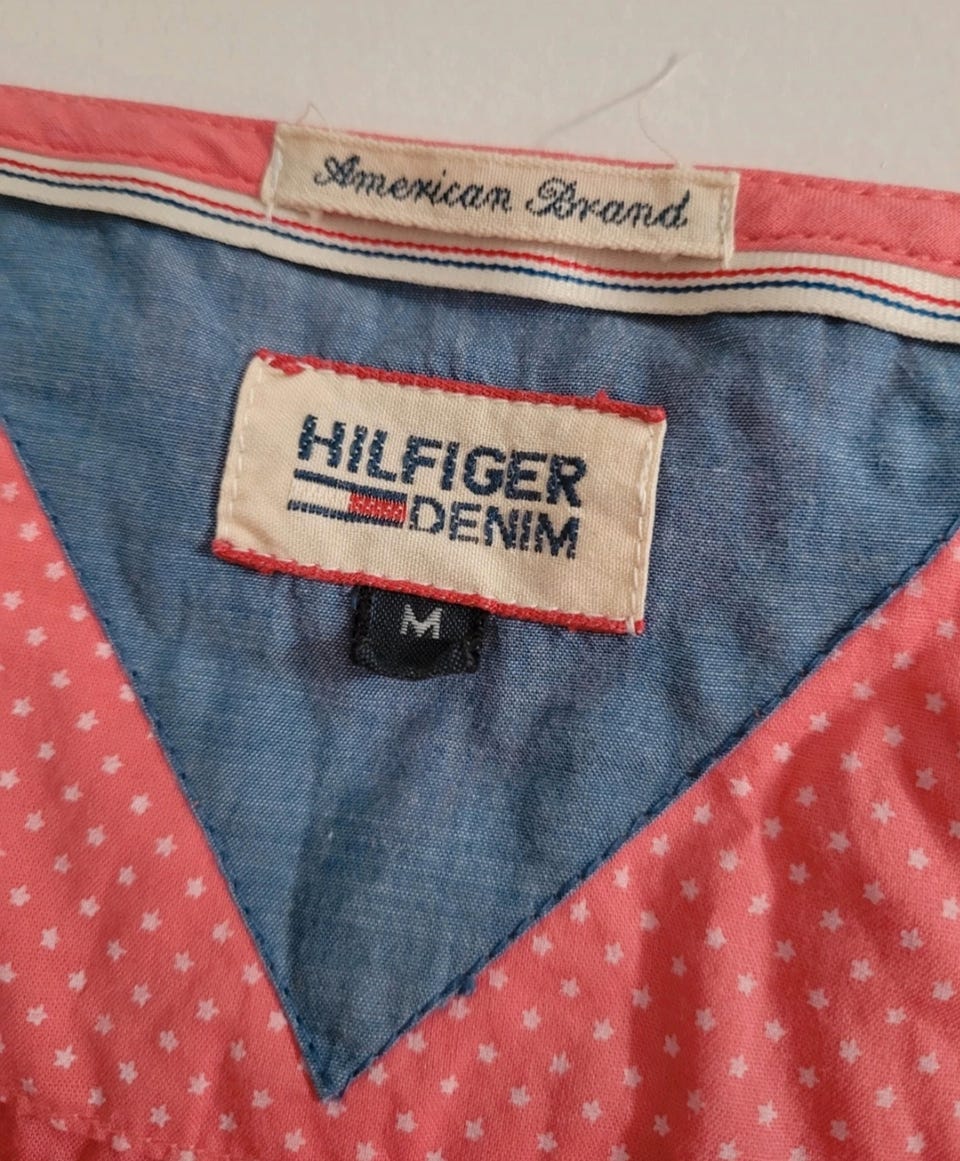 American Brand
HILFIGER
DENIM
M